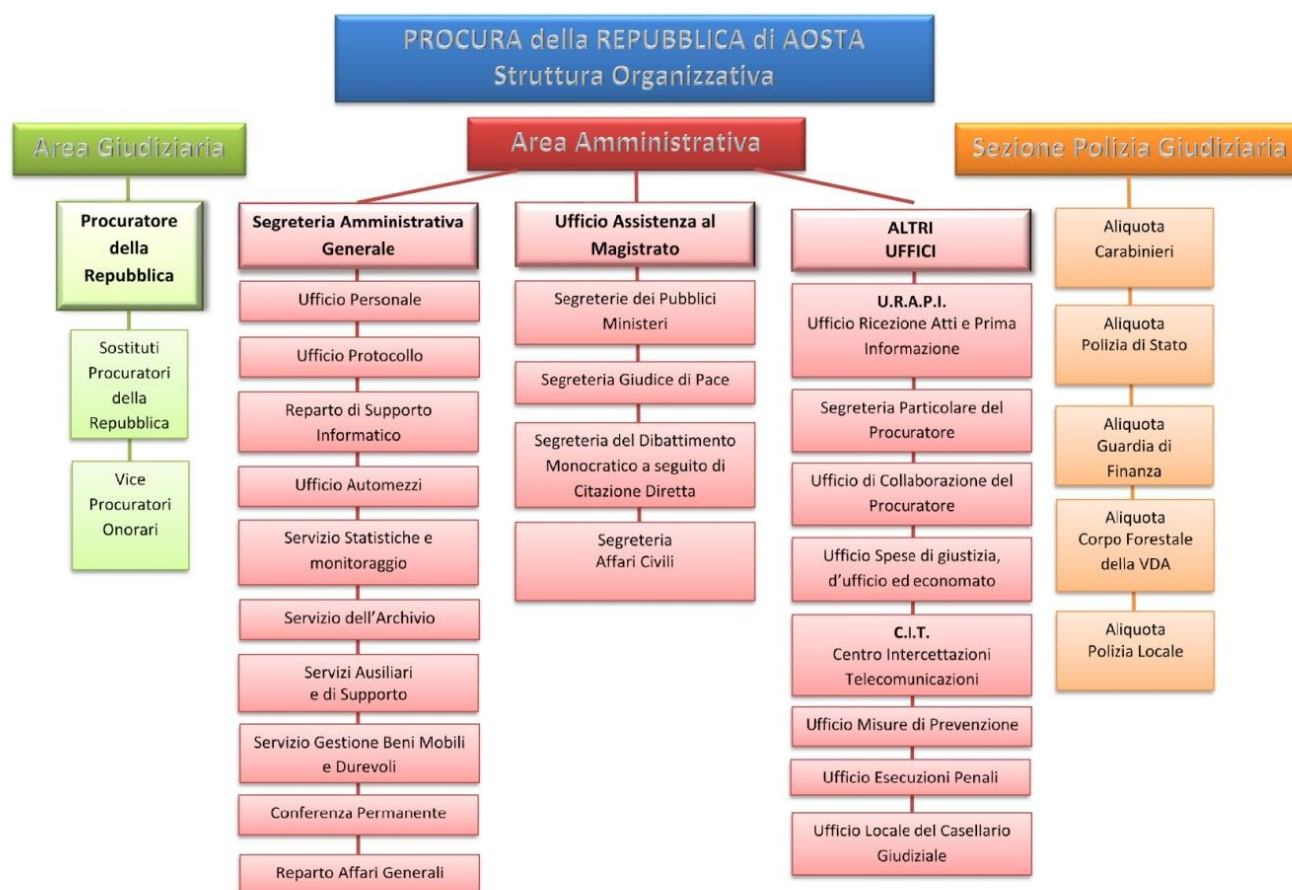 PROCURA della REPUBBLICA di AOSTA
Struttura Organizzativa
Area Giudiziaria
Procuratore
della
Repubblica
Sostituti
Procuratori
della
Repubblica
Vice
Procuratori
Onorari
Area Amministrativa
Segreteria Amministrativa
Generale
Ufficio Personale
Ufficio Protocollo
Reparto di Supporto
Informatico
Ufficio Automezzi
Servizio Statistiche e
monitoraggio
Servizio dell'Archivio
Servizi Ausiliari
e di Supporto
Servizio Gestione Beni Mobili
e Durevoli
Conferenza Permanente
Reparto Affari Generali
Ufficio Assistenza al
Magistrato
Segreterie dei Pubblici
Ministeri
Segreteria Giudice di Pace
Segreteria del Dibattimento
Monocratico a seguito di
Citazione Diretta
Segreteria
Affari Civili
ALTRI
UFFICI
U.R.A.P.I.
Ufficio Ricezione Atti e Prima
Informazione
Segreteria Particolare del
Procuratore
Ufficio di Collaborazione del
Procuratore
Ufficio Spese di giustizia,
d'ufficio ed economato
C.I.T.
Centro Intercettazioni
Telecomunicazioni
Ufficio Misure di Prevenzione
Ufficio Esecuzioni Penali
Ufficio Locale del Casellario
Giudiziale
Sezione Polizia Giudiziaria
Aliquota
Carabinieri
Aliquota
Polizia di Stato
Aliquota
Guardia di
Finanza
Aliquota
Corpo Forestale
della VDA
Aliquota
Polizia Locale